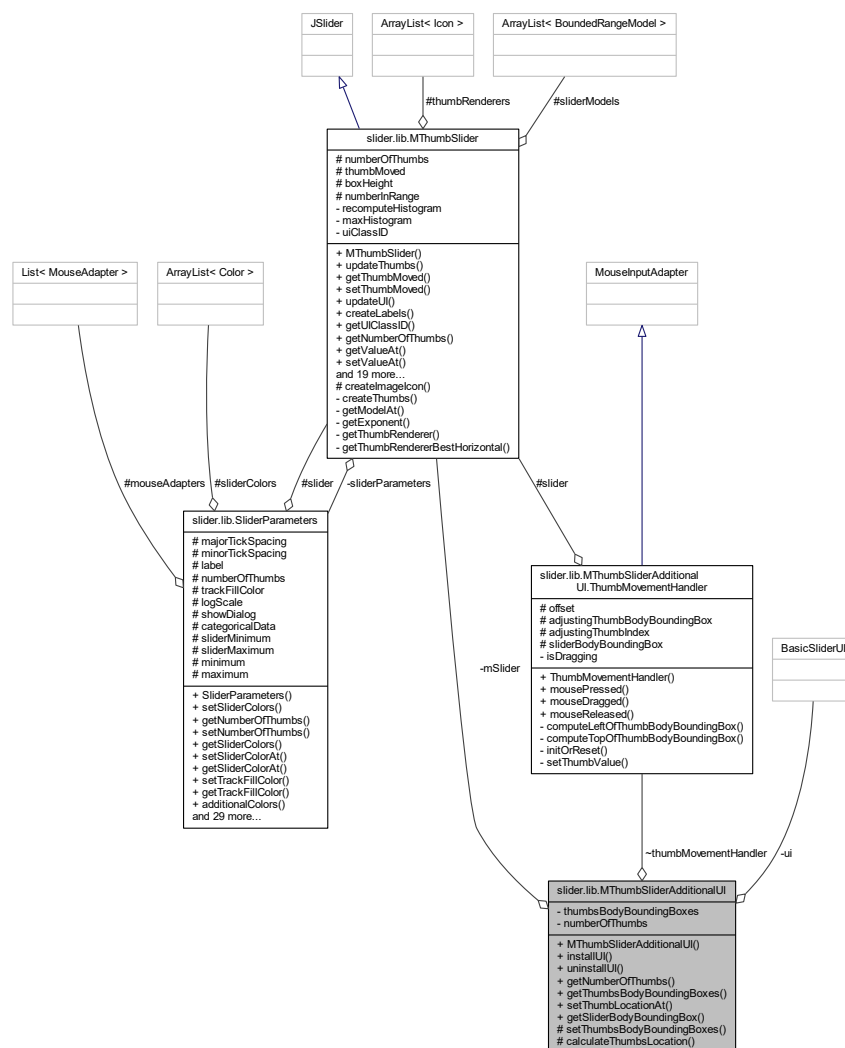 JSlider
ArrayList< Icon >
ArrayList< BoundedRangeModel >
#thumbRenderers
#sliderModels
slider.lib.MThumbSlider
# numberOfThumbs
# thumbMoved
# boxHeight
# numberInRange
- recomputeHistogram
- maxHistogram
- uiClassID
+ MThumbSlider()
+ updateThumbs()
+ getThumbMoved()
+ setThumbMoved()
+ updateUI()
+ createLabels()
+ getUIClassID()
+ getNumberOfThumbs()
+ getValueAt()
+ setValueAt()
and 19 more...
# createImageIcon()
- createThumbs()
- getModelAt()
- getExponent()
- getThumbRenderer()
- getThumbRendererBestHorizontal()
List< MouseAdapter >
ArrayList< Color >
MouseInputAdapter
#mouseAdapters
#sliderColors
#slider
-sliderParameters
#slider
slider.lib.SliderParameters
# majorTickSpacing
# minorTickSpacing
# label
# numberOfThumbs
# trackFillColor
# logScale
# showDialog
# categoricalData
# sliderMinimum
# sliderMaximum
# minimum
# maximum
+ SliderParameters()
+ setSliderColors()
+ getNumberOfThumbs()
+ setNumberOfThumbs()
+ getSliderColors()
+ setSliderColorAt()
+ getSliderColorAt()
+ setTrackFillColor()
+ getTrackFillColor()
+ additionalColors()
and 29 more...
-mSlider
slider.lib.MThumbSliderAdditional
UI.ThumbMovementHandler
# offset
# adjustingThumbBodyBoundingBox
# adjustingThumbIndex
# sliderBodyBoundingBox
- isDragging
+ ThumbMovementHandler()
+ mousePressed()
+ mouseDragged()
+ mouseReleased()
- computeLeftOfThumbBodyBoundingBox()
- computeTopOfThumbBodyBoundingBox()
- initOrReset()
- setThumbValue()
BasicSliderUI
~thumbMovementHandler
-ui
slider.lib.MThumbSliderAdditionalUI
- thumbsBodyBoundingBoxes
- numberOfThumbs
+ MThumbSliderAdditionalUI()
+ installUI()
+ uninstallUI()
+ getNumberOfThumbs()
+ getThumbsBodyBoundingBoxes()
+ setThumbLocationAt()
+ getSliderBodyBoundingBox()
# setThumbsBodyBoundingBoxes()
# calculateThumbsLocation()